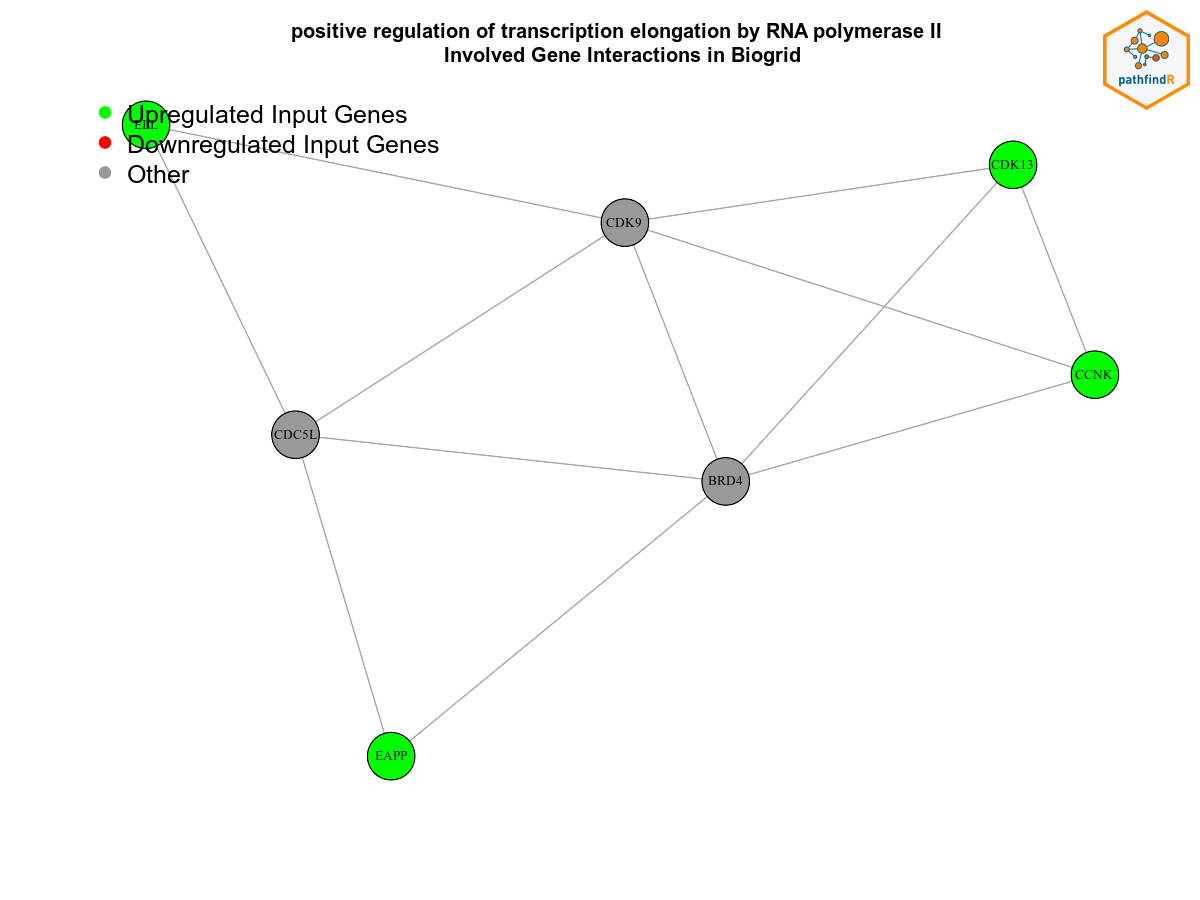 positive regulation of transcription elongation by RNA polymerase II
Involved Gene Interactions in Biogrid
pathfindR
Upregulated Input Genes
Downregulated Input Genes
Other
CDK13
CDK9
CCNK
CDC5L
BRD4
EAPP